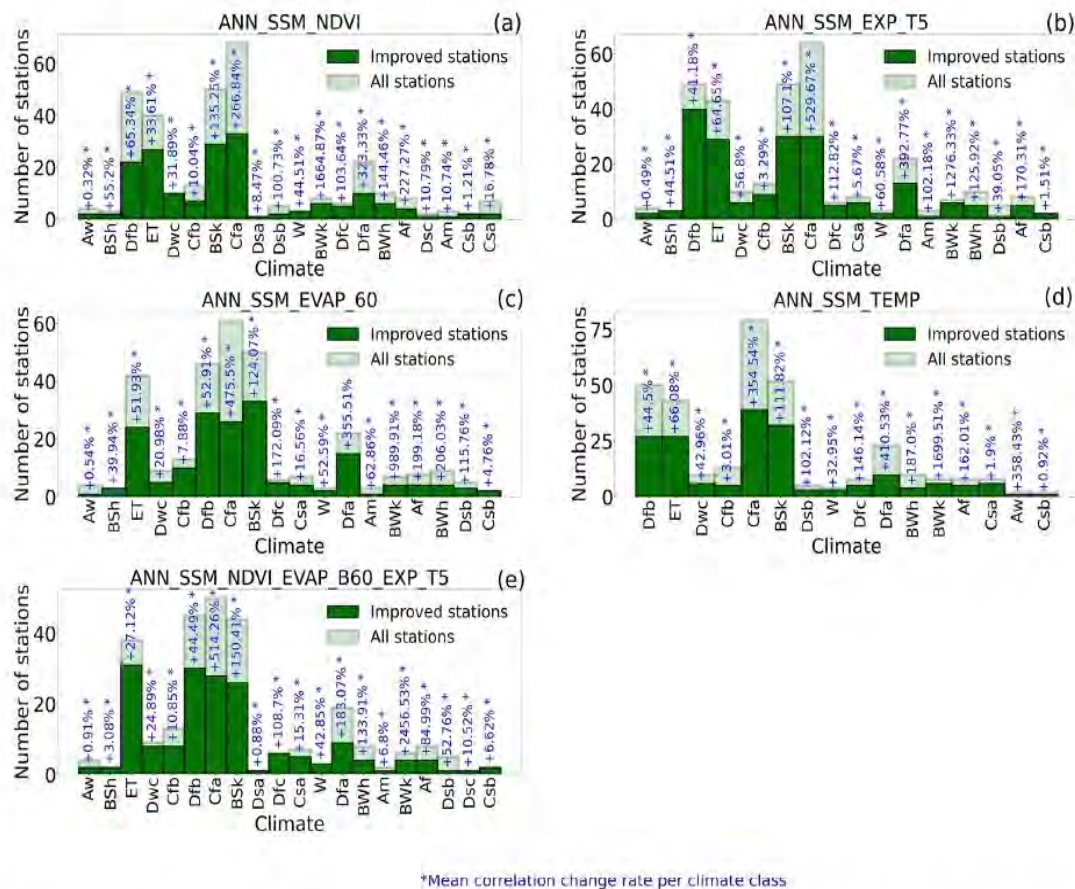 ANN_SSM_NDVI
(a)
Number of stations
60
40
20
0
Improved stations
All stations
+0.32% *
+55.2% *
+65.34% *
+33.61% +
+31.89% *
+10.04% *
+135.25% *
+266.84% *
+8.47% *
+100.73% *
+44.51% *
+1664.87% *
+103.64% *
+323.33% *
+144.46% *
+227.27% *
+10.79% *
+10.74% *
+1.21% *
+16.78% *
Aw
BSh
Dfb
ET
Dwc
Cfb
BSk
Cfa
Dsa
Dsb
W
BWk
Dfc
Dfa
BWh
Af
Dsc
Am
Csb
Csa
Climate
ANN_SSM_EXP_T5
(b)
Number of stations
60
40
20
0
Improved stations
All stations
+0.49% *
+44.51% *
+41.18% *
+64.65% *
+56.8% *
+3.29% *
+107.1% *
+529.67% *
+112.82% *
+5.67% *
+60.58% *
+392.77% *
+102.18% *
+1276.33% *
+125.92% *
+39.05% *
+170.31% *
+1.51% *
Aw
BSh
Dfb
ET
Dwc
Cfb
BSk
Cfa
Dfc
Csa
W
Dfa
Am
BWk
BWh
Dsb
Af
Csb
Climate
ANN_SSM_EVAP_60
(c)
Number of stations
60
40
20
0
Improved stations
All stations
+0.54% *
+39.94% *
+51.93% *
+20.98% *
+7.88% *
+52.91% *
+475.5% *
+124.07% *
+172.09% *
+16.56% *
+52.59% *
+355.51%
+62.86% *
+989.91% *
+199.18% *
+206.03% *
+115.76% *
+4.76% *
Aw
BSh
ET
Dwc
Cfb
Dfb
Cfa
BSk
Dfc
Csa
W
Dfa
Am
BWk
Af
BWh
Dsb
Csb
Climate
ANN_SSM_TEMP
(d)
Number of stations
75
50
25
0
Improved stations
All stations
+44.5% *
+66.08% *
+42.96% *
+3.01% *
+354.54% *
+111.82% *
+102.12% *
+32.95% *
+146.14% *
+410.53% *
+187.0% *
+1699.51% *
+162.01% *
+1.9% *
+358.43% +
+0.92% *
Dfb
ET
Dwc
Cfb
Cfa
BSk
Dsb
W
Dfc
Dfa
BWh
BWk
Af
Csa
Aw
Csb
Climate
ANN_SSM_NDVI_EVAP_B60_EXP_T5
(e)
Number of stations
40
20
0
Improved stations
All stations
+0.91% *
+3.08% *
+27.12% *
+24.89% *
+10.85% *
+44.49% *
+514.26% *
+150.41% *
+0.88% *
+108.7% *
+15.31% *
+42.85% *
+183.07% *
+133.91% *
+6.8% +
+2456.53% *
+84.99% *
+52.76% *
+10.52% *
+6.62% *
Aw
BSh
ET
Dwc
Cfb
Dfb
Cfa
BSk
Dsa
Dfc
Csa
W
Dfa
BWh
Am
BWk
Af
Dsb
Dsc
Csb
Climate
*Mean correlation change rate per climate class